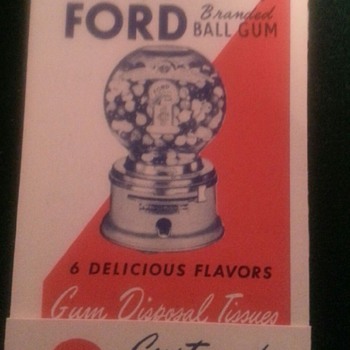 FORD Branded
BALL GUM
6 DELICIOUS FLAVORS
Gum Disposal Tissues